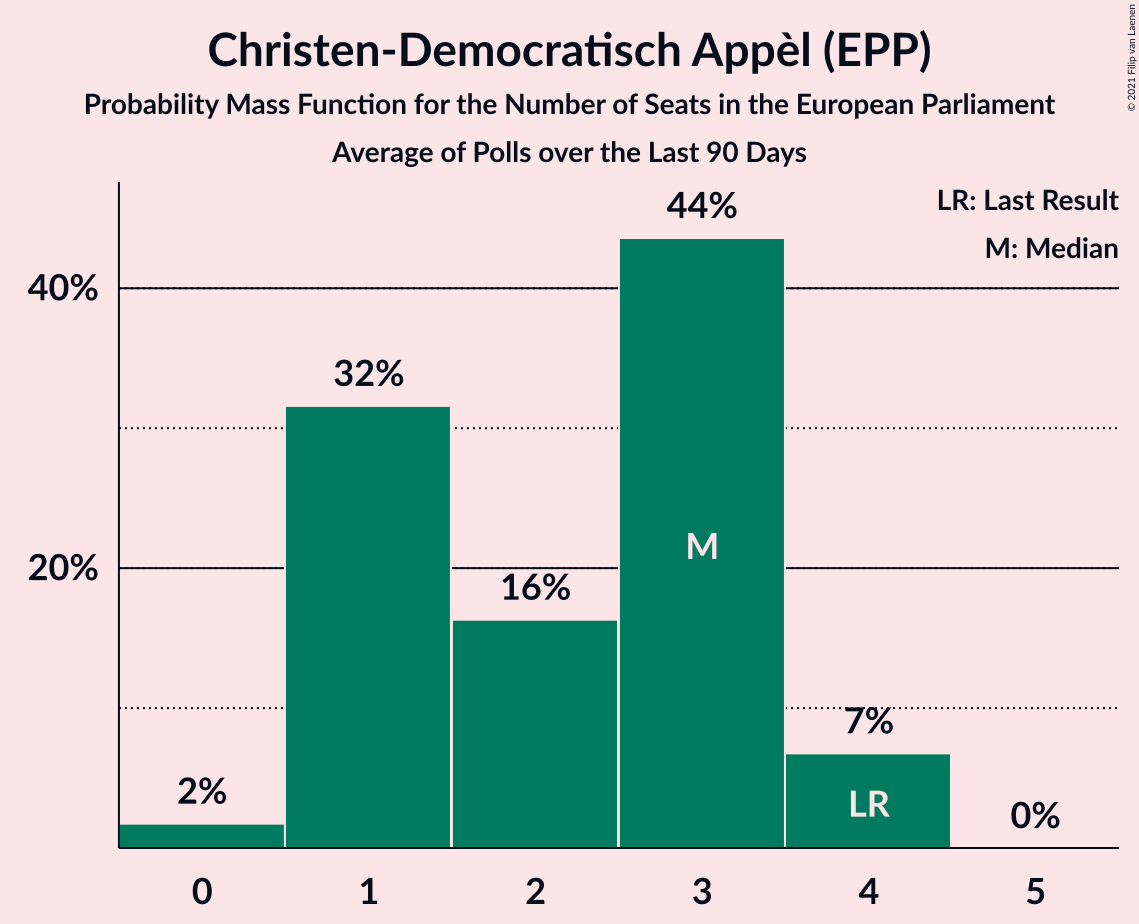 Christen-Democratisch Appèl (EPP)
Probability Mass Function for the Number of Seats in the European Parliament
Average of Polls over the Last 90 Days
© 2021 Filip van Laenen
LR: Last Result
M: Median
40%
20%
2%
32%
16%
44%
7%
0%
M
LR
0 1 2 3 4 5